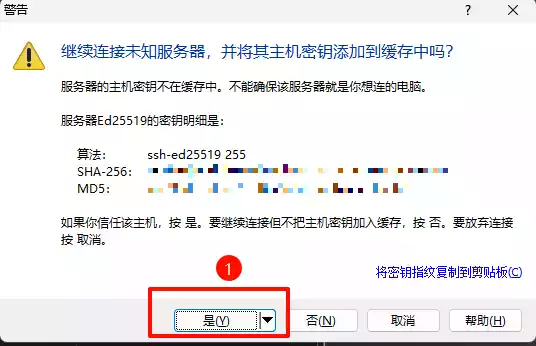 警告
继续连接未知服务器，并将其主机密钥添加到缓存中吗？
服务器的主机密钥不在缓存中。不能确保该服务器就是你想连的电脑。
服务器Ed25519的密钥明细是：
算法： ssh-ed25519 255
SHA-256:
MD5:
如果你信任该主机，按 是。要继续连接但不把主机密钥加入缓存，按 否。要放弃连接
按 取消。
1
将密钥指纹复制到剪贴板(C)
是(Y) 否(N) 取消 帮助(H)